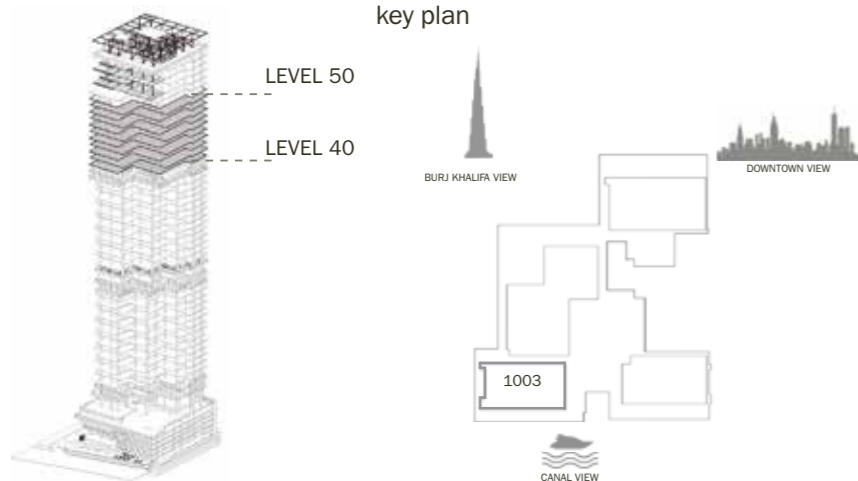 key plan
LEVEL 50
LEVEL 40
BURJ KHALIFA VIEW
DOWNTOWN VIEW
1003
CANAL VIEW